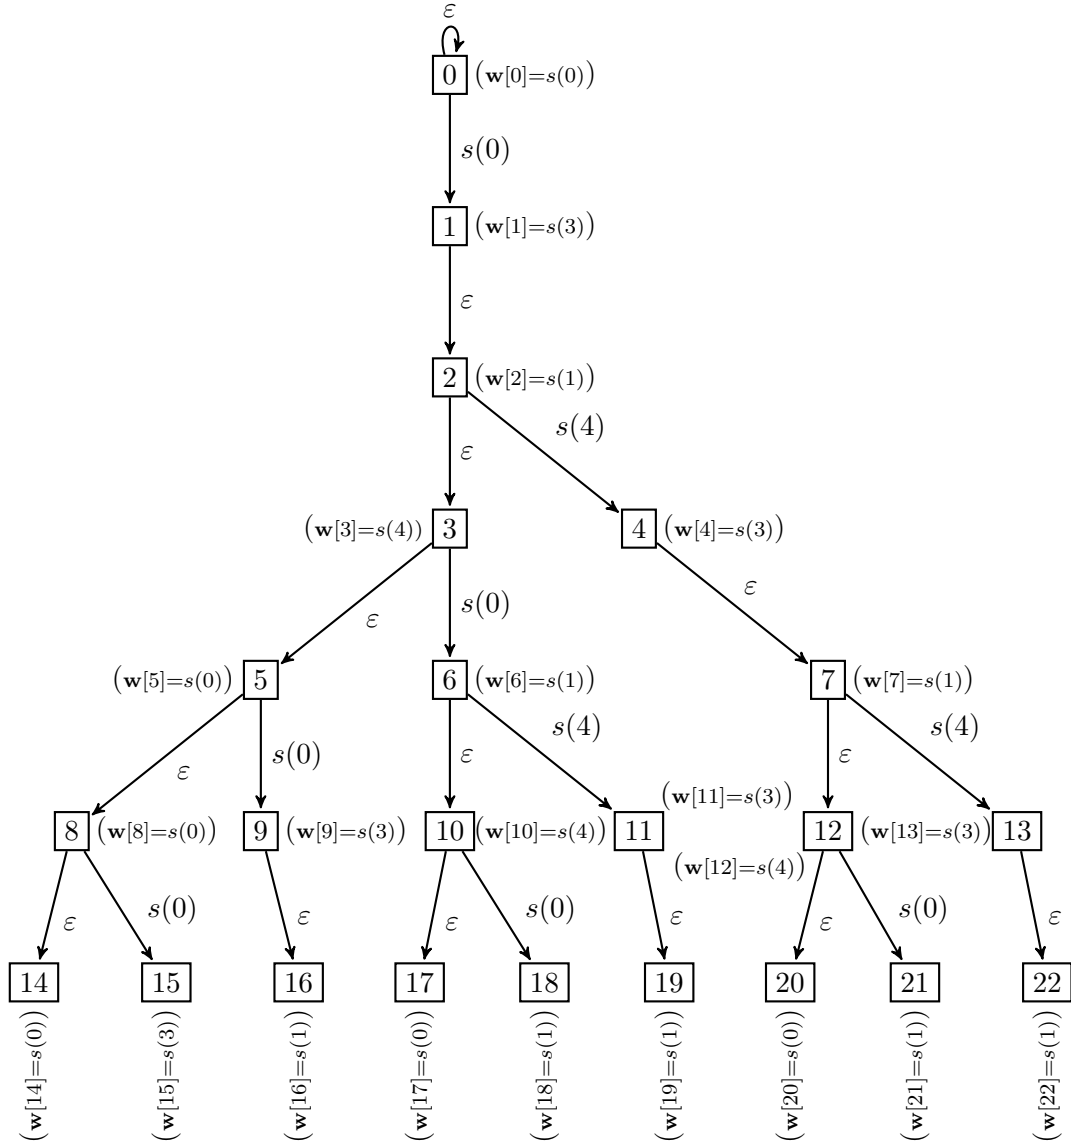 ε
0 (w[0]=s(0))
s(0)
1 (w[1]=s(3))
ε
2 (w[2]=s(1))
ε s(4)
(w[3]=s(4)) 3 4 (w[4]=s(3))
ε s(0) ε
(w[5]=s(0)) 5 6 (w[6]=s(1)) 7 (w[7]=s(1))
ε s(0) ε s(4) ε s(4)
8 (w[8]=s(0)) 9 (w[9]=s(3)) 10 (w[10]=s(4)) 11 (w[11]=s(3)) (w[12]=s(4)) 12 (w[13]=s(3)) 13
ε s(0) ε ε s(0) ε ε s(0) ε
14 15 16 17 18 19 20 21 22
(w[14]=s(0))
(w[15]=s(3))
(w[16]=s(1))
(w[17]=s(0))
(w[18]=s(1))
(w[19]=s(1))
(w[20]=s(0))
(w[21]=s(1))
(w[22]=s(1))